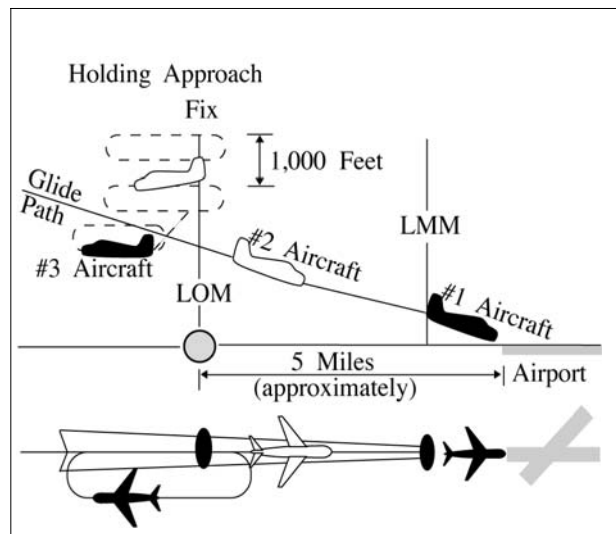 Holding Approach
Fix
1,000 Feet
Glide
Path
#2 Aircraft
LMM
#3 Aircraft
LOM
#1 Aircraft
5 Miles
(approximately)
Airport